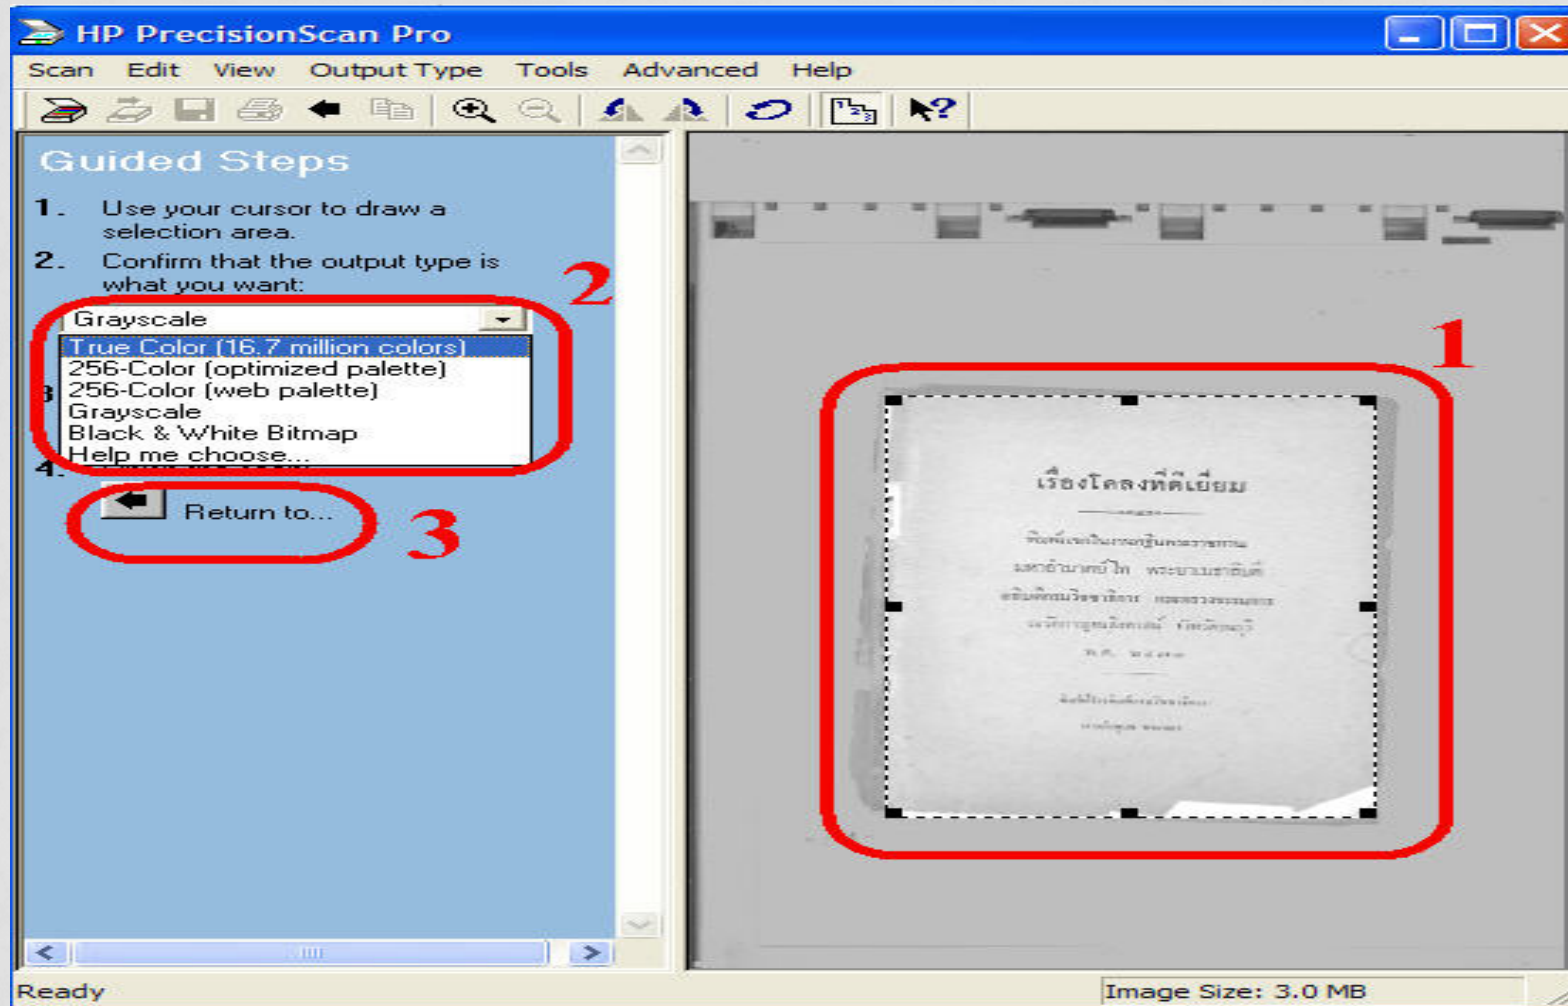 HP PrecisionScan Pro
Scan Edit View Output Type Tools Advanced Help
Guided Steps
1. Use your cursor to draw a
selection area.
2. Confirm that the output type is
what you want:
2
Grayscale
True Color (16.7 million colors)
256-Color (optimized palette)
3 256-Color (web palette)
Grayscale
Black & White Bitmap
Help me choose...
4.
Return to...
3
1
เรื่องโคลงที่ดีเยี่ยม
พ.ศ.
Ready
Image Size: 3.0 MB